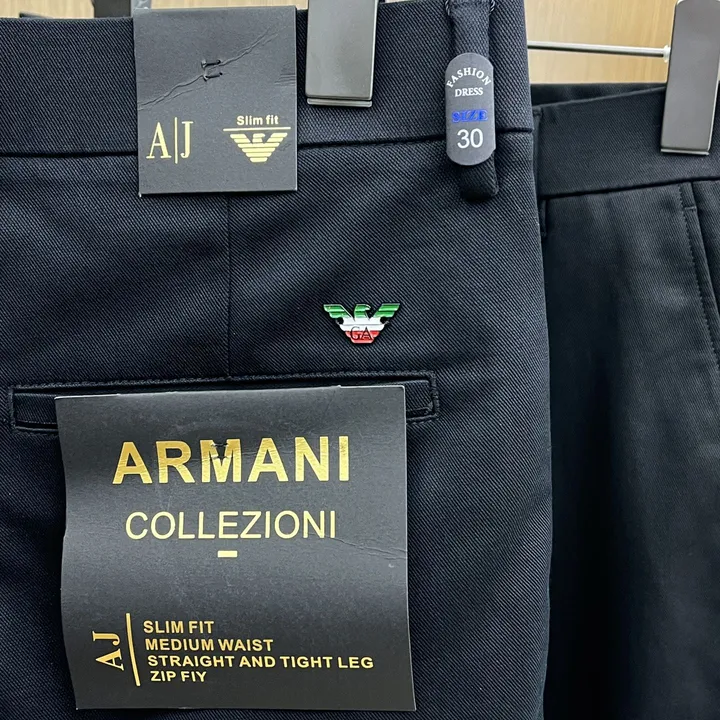 A|J
Slim fit
FASHION
DRESS
SIZE
30
GA
ARMANI
COLLEZIONI
AJ
SLIM FIT
MEDIUM WAIST
STRAIGHT AND TIGHT LEG
ZIP FIY